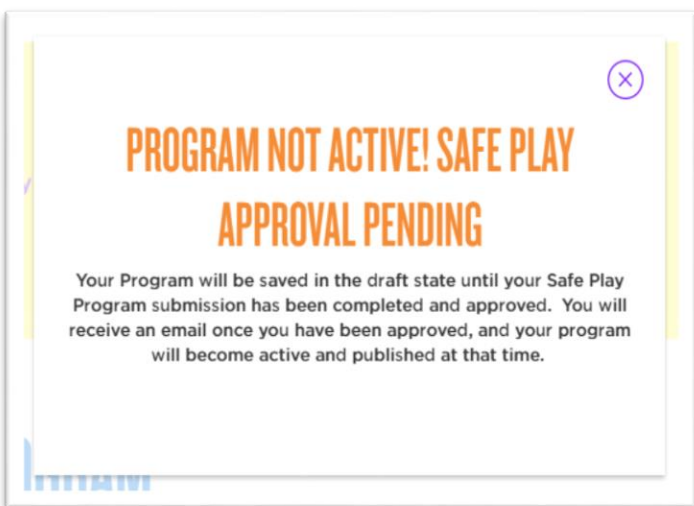 PROGRAM NOT ACTIVE! SAFE PLAY
APPROVAL PENDING
Your Program will be saved in the draft state until your Safe Play
Program submission has been completed and approved.  You will
receive an email once you have been approved, and your program
will become active and published at that time.